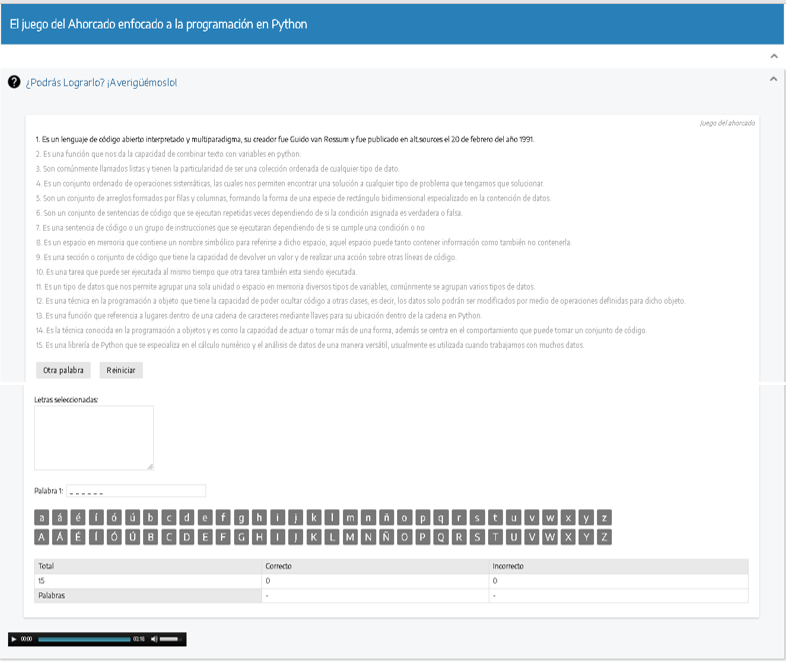 El juego del Ahorcado enfocado a la programación en Python
¿Podrás Lograrlo? ¡Averigüémoslo!
Juego del ahorcado
1. Es un lenguaje de código abierto interpretado y multiparadigma, su creador fue Guido van Rossum y fue publicado en alt.sources el 20 de febrero del año 1991.
2. Es una función que nos da la capacidad de combinar texto con variables en python.
3. Son comúnmente llamados listas y tienen la particularidad de ser una colección ordenada de cualquier tipo de dato.
4. Es un conjunto ordenado de operaciones sistemáticas, las cuales nos permiten encontrar una solución a cualquier tipo de problema que tengamos que solucionar.
5. Son un conjunto de arreglos formados por filas y columnas, formando la forma de una especie de rectángulo bidimensional especializado en la contención de datos.
6. Son un conjunto de sentencias de código que se ejecutan repetidas veces dependiendo de si la condición asignada es verdadera o falsa.
7. Es una sentencia de código o un grupo de instrucciones que se ejecutaran dependiendo de si se cumple una condición o no
8. Es un espacio en memoria que contiene un nombre simbólico para referirse a dicho espacio, aquel espacio puede tanto contener información como también no contenerla.
9. Es una sección o conjunto de código que tiene la capacidad de devolver un valor y de realizar una acción sobre otras líneas de código.
10. Es una tarea que puede ser ejecutada al mismo tiempo que otra tarea también esta siendo ejecutada.
11. Es un tipo de datos que nos permite agrupar una sola unidad o espacio en memoria diversos tipos de variables, comúnmente se agrupan varios tipos de datos.
12. Es una técnica en la programación a objeto que tiene la capacidad de poder ocultar código a otras clases, es decir, los datos solo podrán ser modificados por medio de operaciones definidas para dicho objeto.
13. Es una función que referencia a lugares dentro de una cadena de caracteres mediante llaves para su ubicación dentro de la cadena en Python.
14. Es la técnica conocida en la programación a objetos y es como la capacidad de actuar o tomar más de una forma, además se centra en el comportamiento que puede tomar un conjunto de código.
15. Es una librería de Python que se especializa en el cálculo numérico y el análisis de datos de una manera versátil, usualmente es utilizada cuando trabajamos con muchos datos.
Otra palabra Reiniciar
Letras seleccionadas:
Palabra 1: _ _ _ _ _ _
a á é í ó ú b c d e f g h i j k l m n ñ o p q r s t u v w x y z
A Á É Í Ó Ú B C D E F G H I J K L M N Ñ O P Q R S T U V W X Y Z
Total Correcto Incorrecto
15 0 0
Palabras - -
00:00 01:16